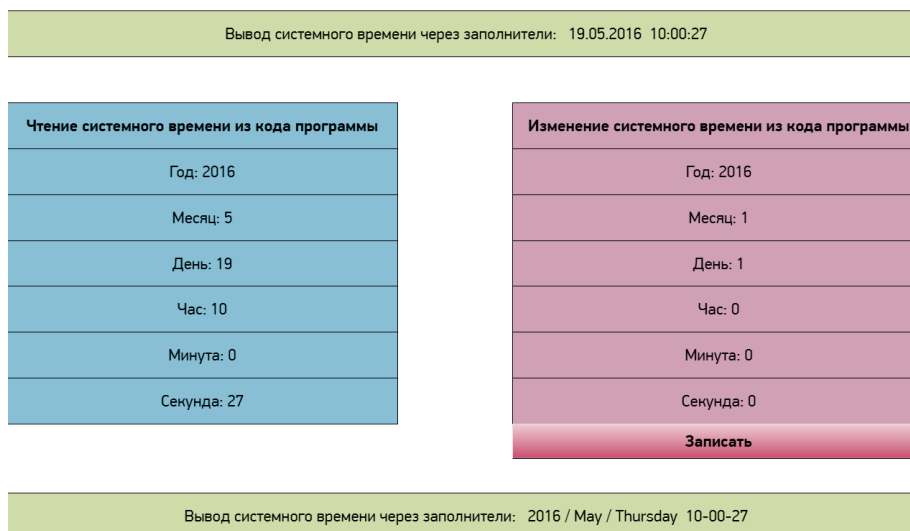 Вывод системного времени через заполнители: 19.05.2016 10:00:27
Чтение системного времени из кода программы
Год: 2016
Месяц: 5
День: 19
Час: 10
Минута: 0
Секунда: 27
Изменение системного времени из кода программы
Год: 2016
Месяц: 1
День: 1
Час: 0
Минута: 0
Секунда: 0
Записать
Вывод системного времени через заполнители: 2016 / May / Thursday 10-00-27